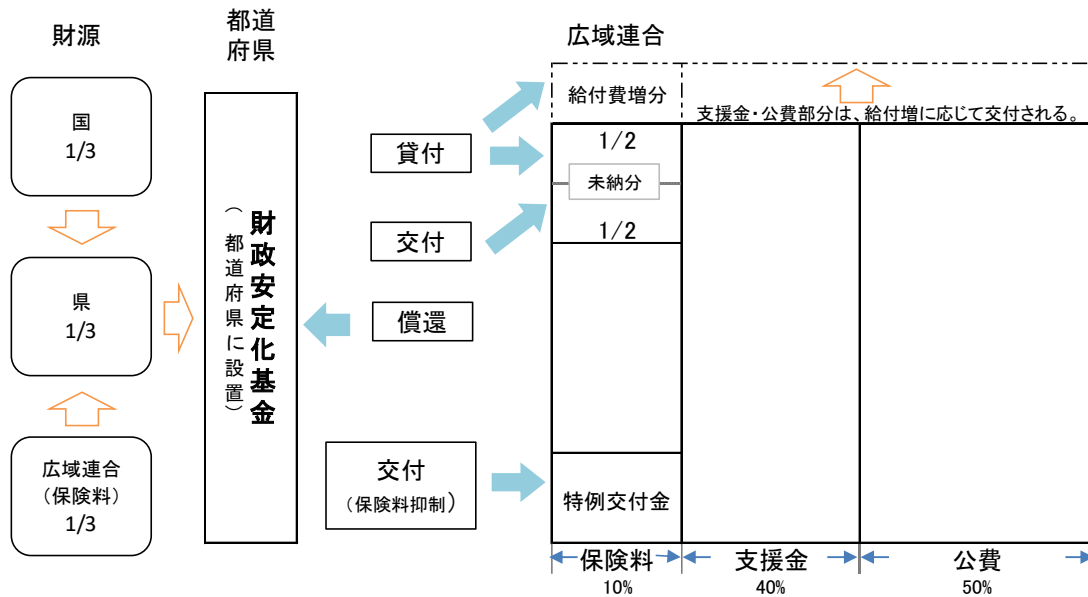 財源
国
1/3
県
1/3
広域連合
(保険料)
1/3
都道
府県
財政安定化基金
(都道府県に設置)
貸付
交付
償還
交付
(保険料抑制)
広域連合
給付費増分
支援金・公費部分は、給付増に応じて交付される。
1/2
未納分
1/2
特例交付金
保険料
10%
支援金
40%
公費
50%